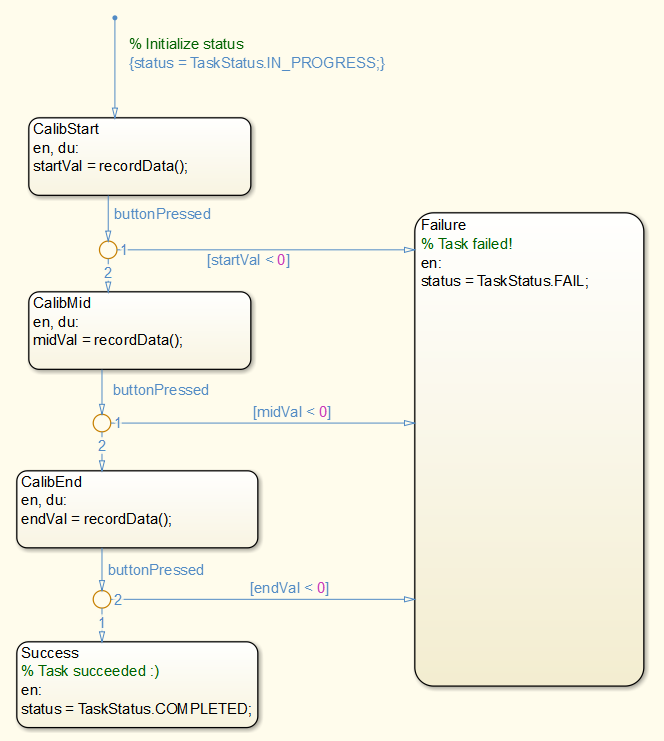 % Initialize status
{status = TaskStatus.IN_PROGRESS;}
CalibStart
en, du:
startVal = recordData();
buttonPressed
1
[startVal < 0]
2
CalibMid
en, du:
midVal = recordData();
buttonPressed
1
[midVal < 0]
2
CalibEnd
en, du:
endVal = recordData();
buttonPressed
2
[endVal < 0]
1
Success
% Task succeeded :)
en:
status = TaskStatus.COMPLETED;
Failure
% Task failed!
en:
status = TaskStatus.FAIL;